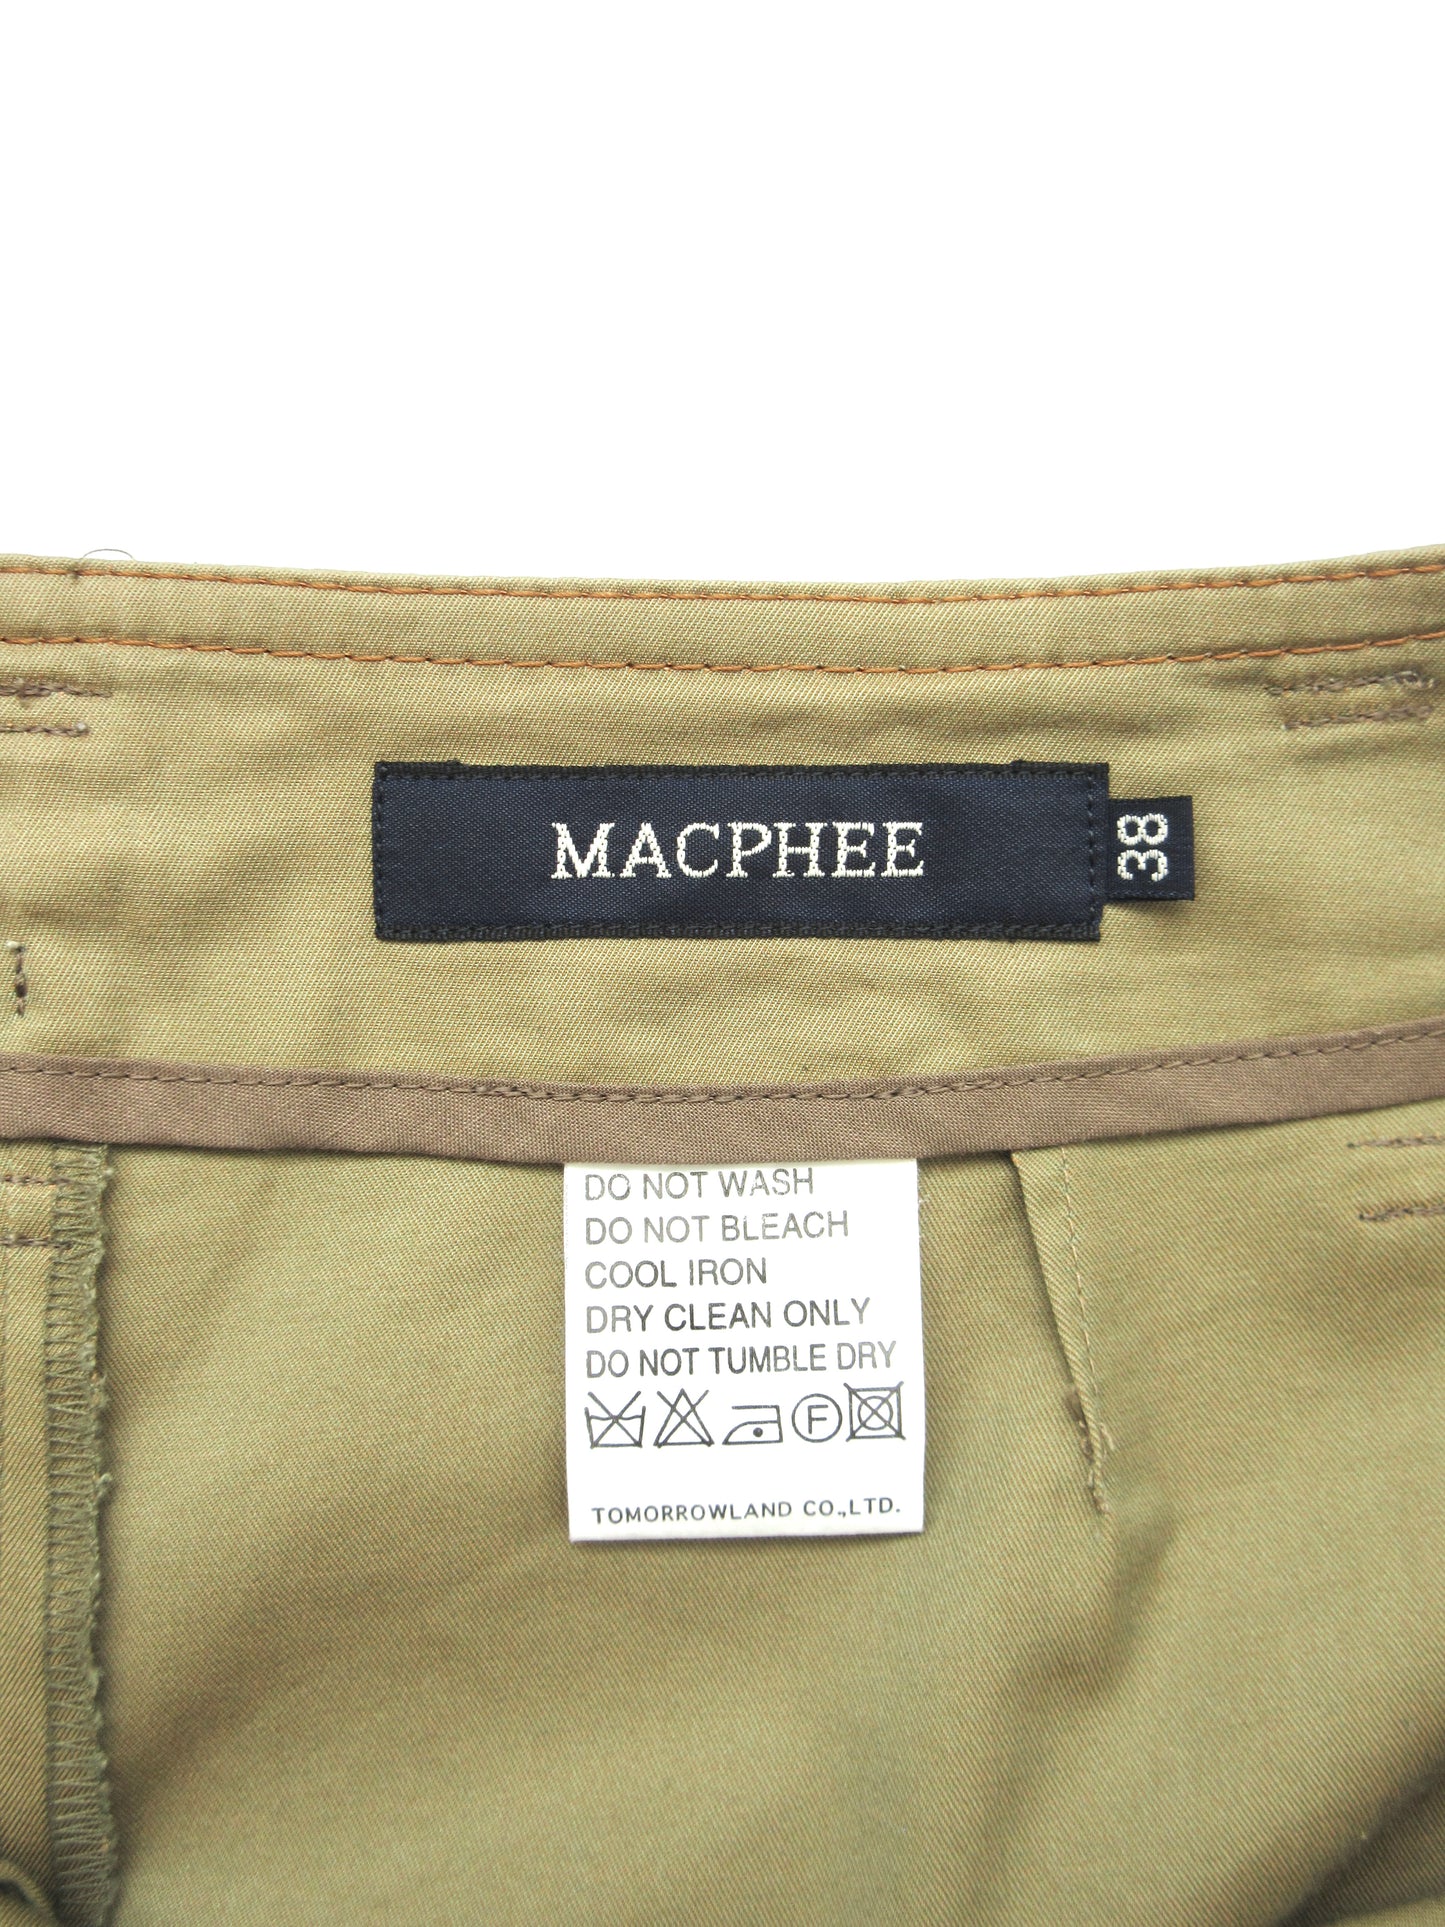 MACPHEE
38
DO NOT WASH
DO NOT BLEACH
COOL IRON
DRY CLEAN ONLY
DO NOT TUMBLE DRY
F
TOMORROWLAND CO.,LTD.